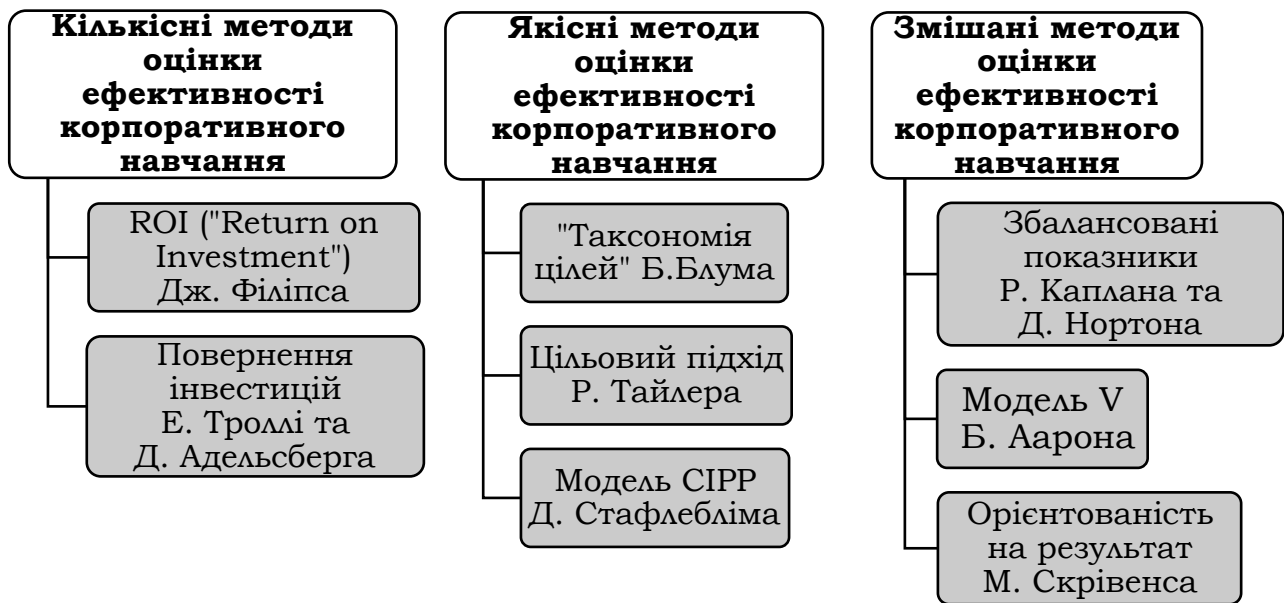 Кількісні методи
оцінки
ефективності
корпоративного
навчання
ROI ("Return on
Investment")
Дж. Філіпса
Повернення
інвестицій
Е. Троллі та
Д. Адельсберга
Якісні методи
оцінки
ефективності
корпоративного
навчання
"Таксономія
цілей" Б.Блума
Цільовий підхід
Р. Тайлера
Модель CIPP
Д. Стафлебліма
Змішані методи
оцінки
ефективності
корпоративного
навчання
Збалансовані
показники
Р. Каплана та
Д. Нортона
Модель V
Б. Аарона
Орієнтованість
на результат
М. Скрівенса